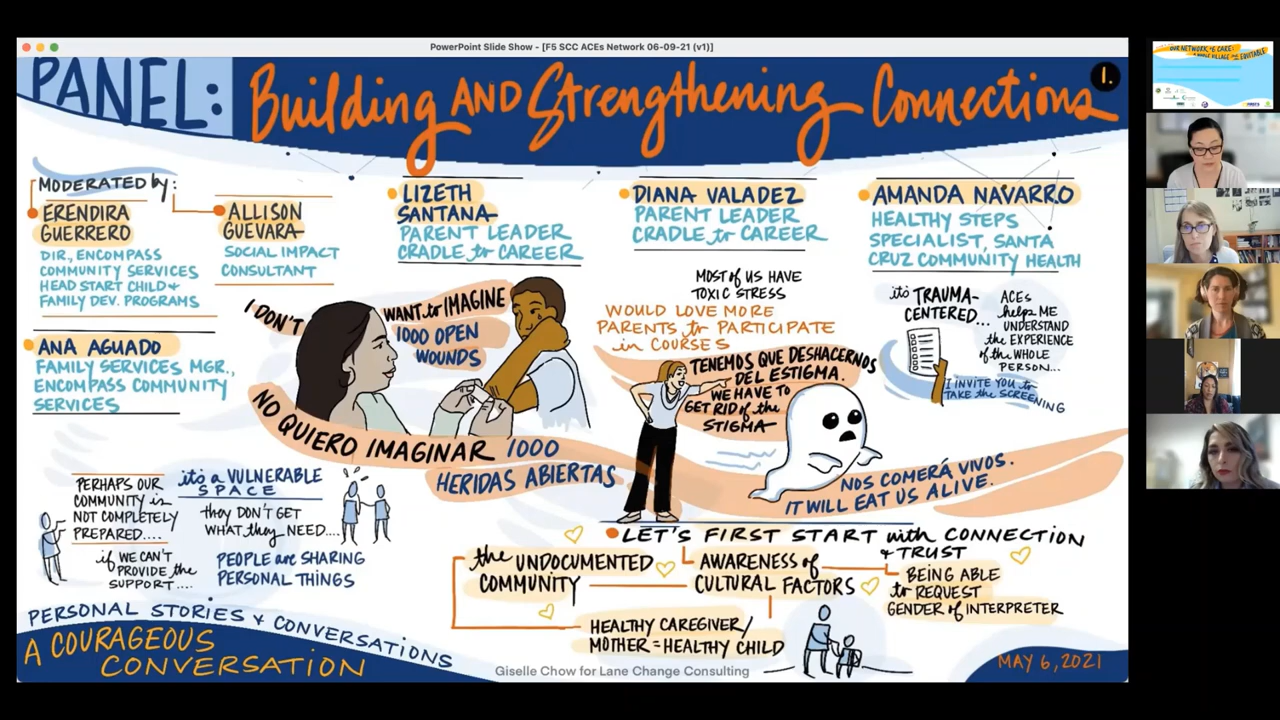 PowerPoint Slide Show - [F5 SCC ACEs Network 06-09-21 (v1)]
PANEL:
Building AND Strengthening Connections
1.
MODERATED by:
ERENDIRA
GUERRERO
DIR., ENCOMPASS
COMMUNITY SERVICES
HEAD START CHILD +
FAMILY DEV. PROGRAMS
ALLISON
GUEVARA
SOCIAL IMPACT
CONSULTANT
ANA AGUADO
FAMILY SERVICES MGR.,
ENCOMPASS COMMUNITY
SERVICES
LIZETH
SANTANA
PARENT LEADER
CRADLE to CAREER
DIANA VALADEZ
PARENT LEADER
CRADLE to CAREER
AMANDA NAVARRO
HEALTHY STEPS
SPECIALIST, SANTA
CRUZ COMMUNITY HEALTH
I DON'T
WANT to IMAGINE
1000 OPEN
WOUNDS
NO QUIERO IMAGINAR 1000
HERIDAS ABIERTAS
MOST of US HAVE
TOXIC STRESS
WOULD LOVE MORE
PARENTS to PARTICIPATE
in COURSES
TENEMOS QUE DESHACERNOS
DEL ESTIGMA.
WE HAVE TO
GET RID of the
STIGMA
NOS COMERÁ VIVOS.
IT WILL EAT US ALIVE.
it's TRAUMA-
CENTERED...
ACES
helps ME
UNDERSTAND
the EXPERIENCE
of the WHOLE
PERSON...
I INVITE YOU to
TAKE the SCREENING
PERHAPS OUR
COMMUNITY is
NOT COMPLETELY
PREPARED....
if WE CAN'T
PROVIDE the
SUPPORT....
it's a VULNERABLE
SPACE
they DON'T GET
WHAT they NEED....
PEOPLE are SHARING
PERSONAL THINGS
LET'S FIRST START with CONNECTION
+ TRUST
the UNDOCUMENTED
COMMUNITY
AWARENESS of
CULTURAL FACTORS
BEING ABLE
to REQUEST
GENDER of INTERPRETER
HEALTHY CAREGIVER/
MOTHER = HEALTHY CHILD
PERSONAL STORIES + CONVERSATIONS
A COURAGEOUS
CONVERSATION
Giselle Chow for Lane Change Consulting
MAY 6, 2021
OUR NETWORK of CARE:
A WHOLE VILLAGE and EQUITABLE